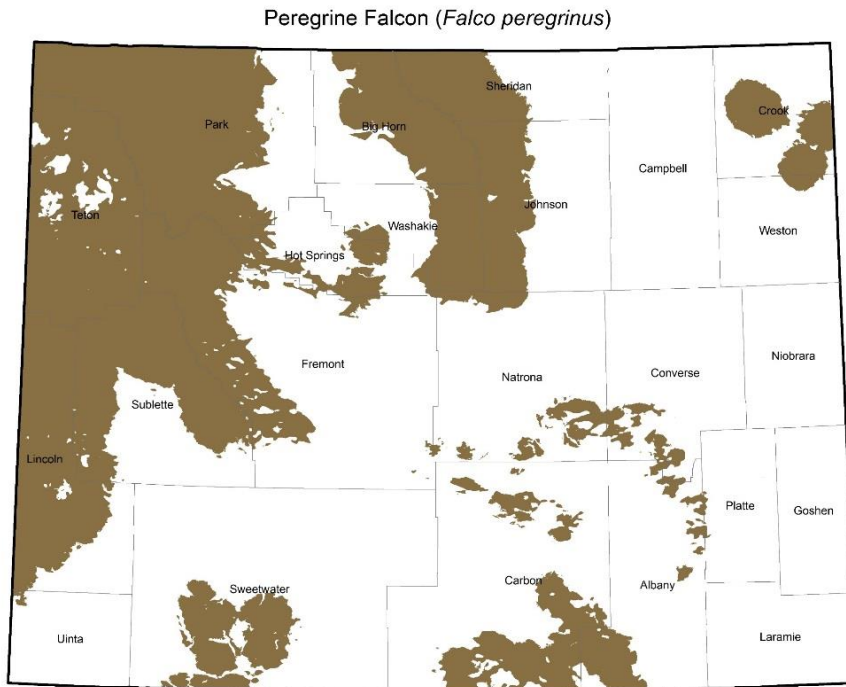 Peregrine Falcon (Falco peregrinus)
Sheridan
Park
Big Horn
Crook
Campbell
Teton
Johnson
Washakie
Weston
Hot Springs
Fremont
Niobrara
Natrona
Converse
Sublette
Lincoln
Platte
Goshen
Sweetwater
Carbon
Albany
Uinta
Laramie